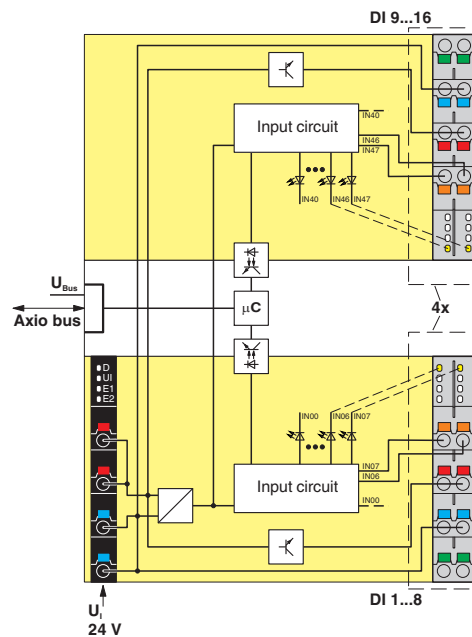 DI 9...16
IN40
Input circuit
IN46
IN47
IN40
IN46
IN47
UBus
µC
Axio bus
4x
D
UI
E1
E2
IN00
IN06
IN07
IN07
IN06
Input circuit
IN00
UI
24 V
DI 1...8